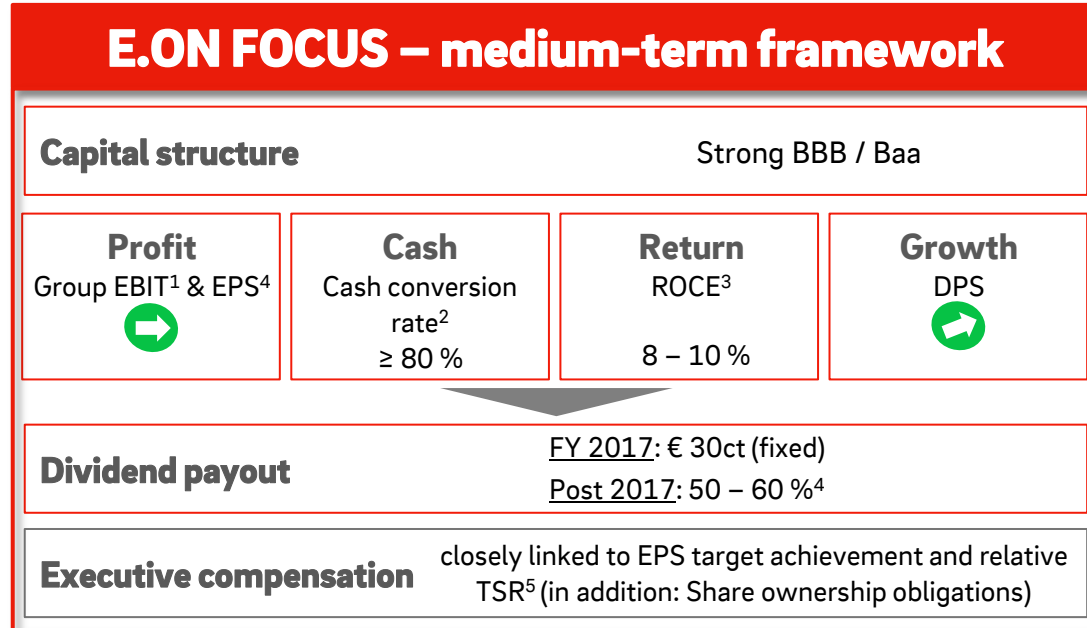 E.ON FOCUS – medium-term framework
Capital structure
Strong BBB / Baa
Profit
Group EBIT¹ & EPS⁴
Cash
Cash conversion
rate²
≥ 80 %
Return
ROCE³
8 – 10 %
Growth
DPS
Dividend payout
FY 2017: € 30ct (fixed)
Post 2017: 50 – 60 %⁴
Executive compensation
closely linked to EPS target achievement and relative
TSR⁵ (in addition: Share ownership obligations)